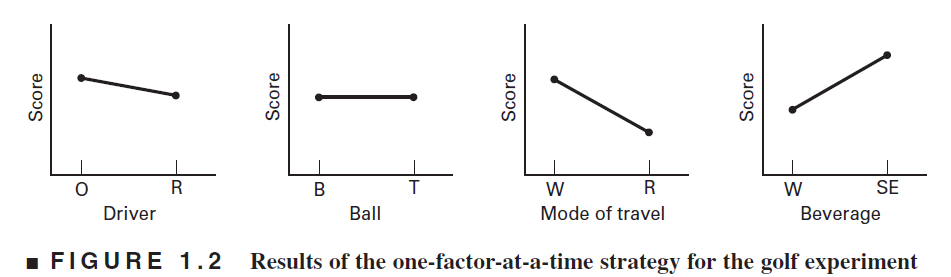 Score
O R
Driver
Score
B T
Ball
Score
W R
Mode of travel
Score
W SE
Beverage
■ FIGURE 1.2 Results of the one-factor-at-a-time strategy for the golf experiment